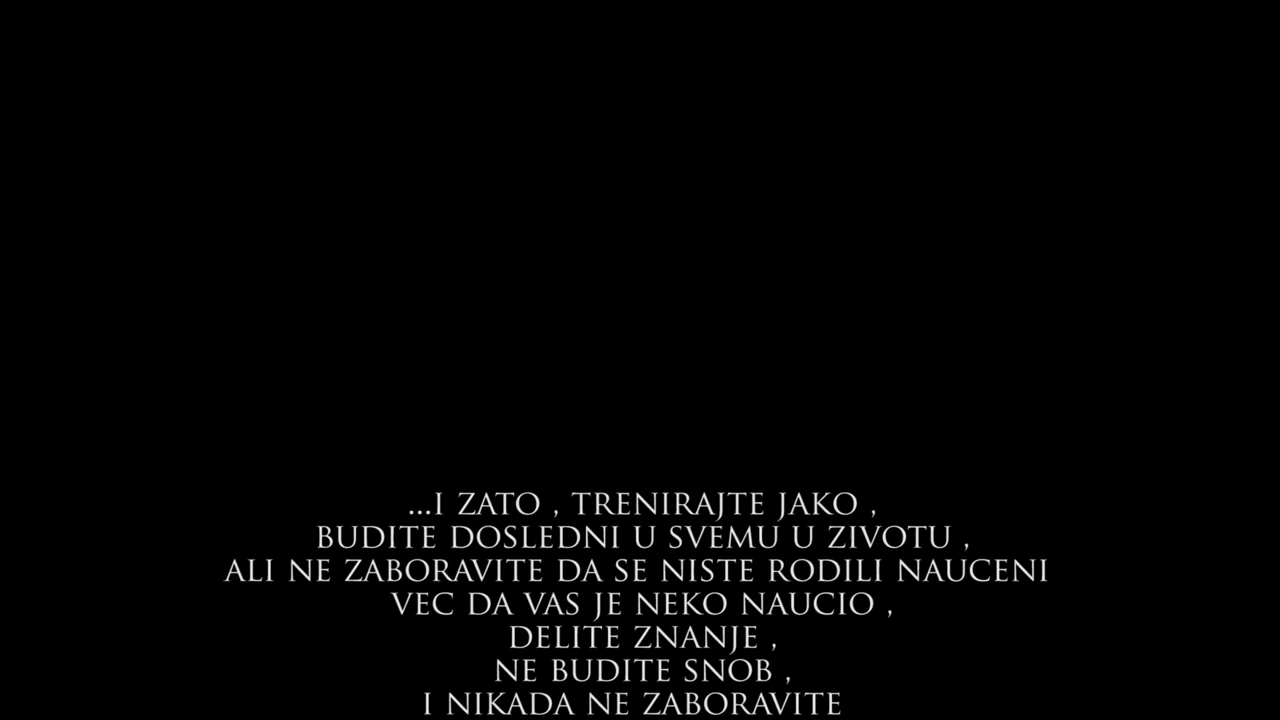 ...I ZATO , TRENIRAJTE JAKO ,
BUDITE DOSLEDNI U SVEMU U ZIVOTU ,
ALI NE ZABORAVITE DA SE NISTE RODILI NAUCENI
VEC DA VAS JE NEKO NAUCIO ,
DELITE ZNANJE ,
NE BUDITE SNOB ,
I NIKADA NE ZABORAVITE